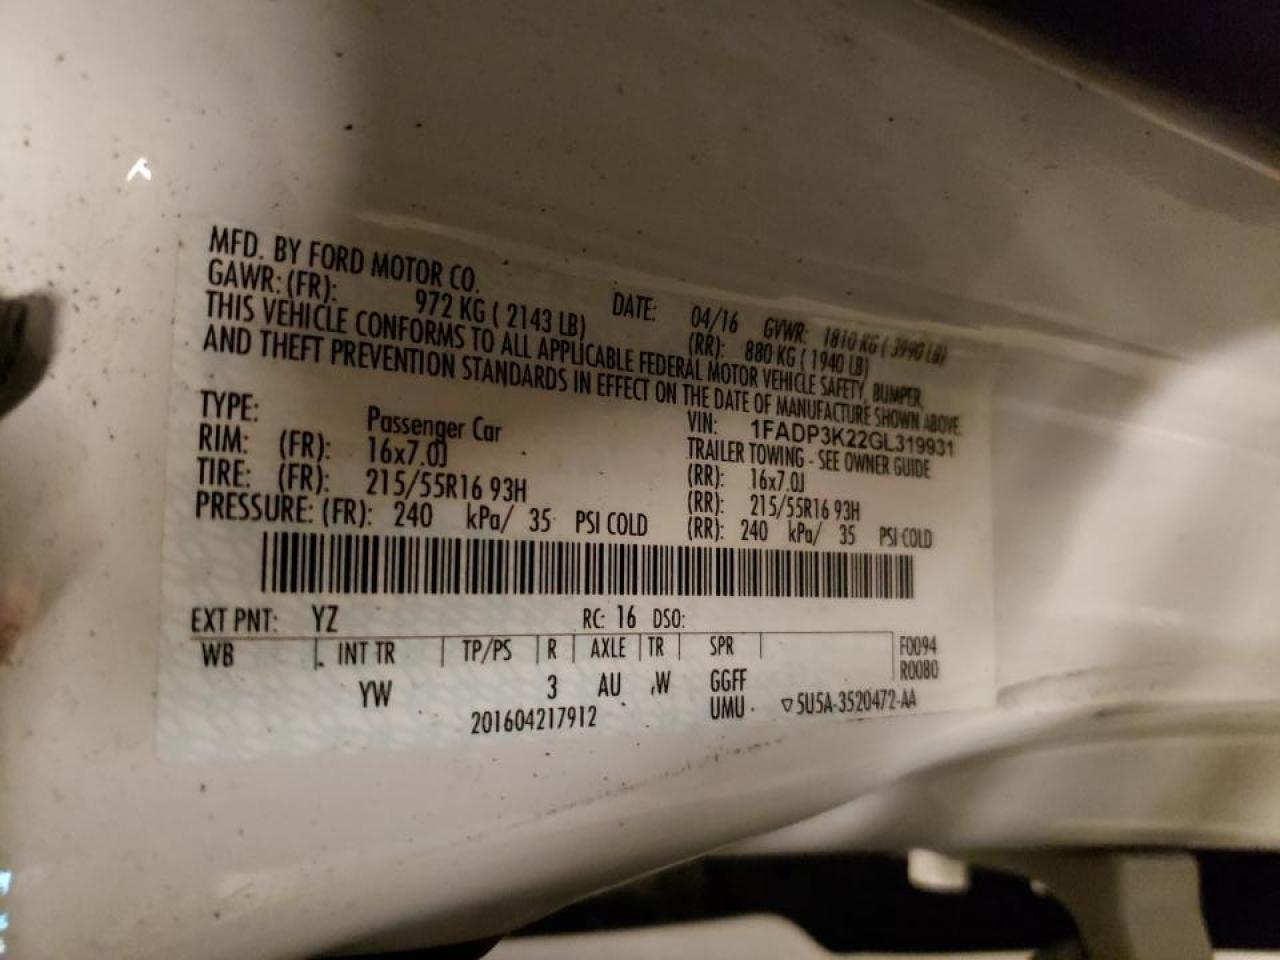 MFD. BY FORD MOTOR CO.
DATE: 04/16 GVWR: 1810 KG ( 3990 LB)
GAWR: (FR): 972 KG ( 2143 LB) (RR): 880 KG ( 1940 LB)
THIS VEHICLE CONFORMS TO ALL APPLICABLE FEDERAL MOTOR VEHICLE SAFETY, BUMPER,
AND THEFT PREVENTION STANDARDS IN EFFECT ON THE DATE OF MANUFACTURE SHOWN ABOVE.
VIN: 1FADP3K22GL319931
TYPE: Passenger Car TRAILER TOWING - SEE OWNER GUIDE
RIM: (FR): 16x7.0J (RR): 16x7.0J
TIRE: (FR): 215/55R16 93H (RR): 215/55R16 93H
PRESSURE: (FR): 240 kPa/ 35 PSI COLD (RR): 240 kPa/ 35 PSI COLD
EXT PNT: YZ RC: 16 DSO:
WB INT TR TP/PS R AXLE TR SPR F0094
R0080
YW 3 AU W GGFF
201604217912 UMU ▽5U5A-3520472-AA